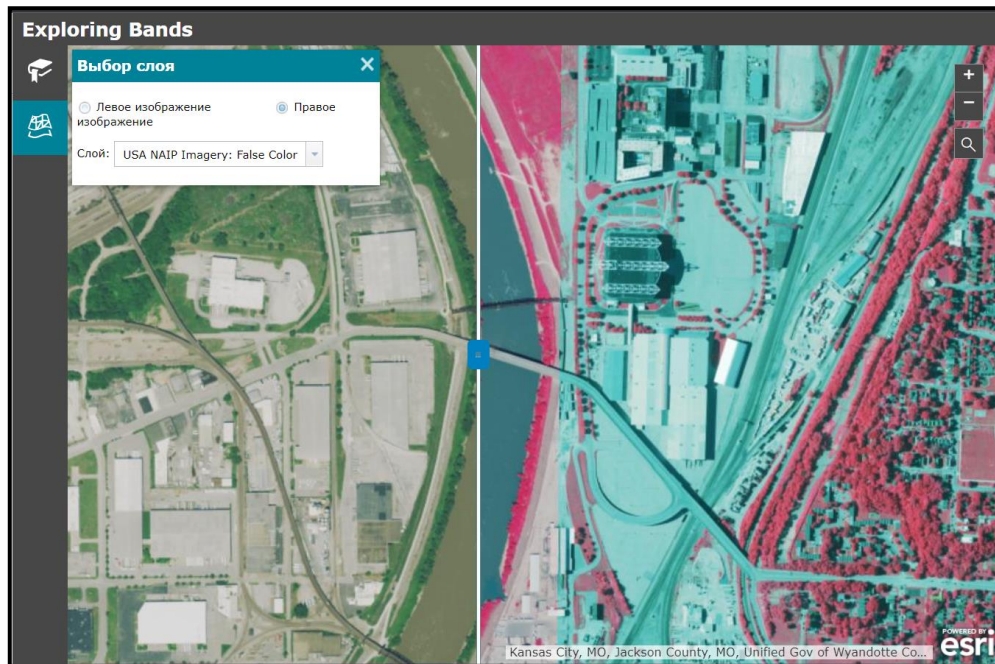 Exploring Bands
Выбор слоя
Левое изображение
Правое изображение
Слой: USA NAIP Imagery: False Color
Kansas City, MO, Jackson County, MO, Unified Gov of Wyandotte Co...
POWERED BY
esri